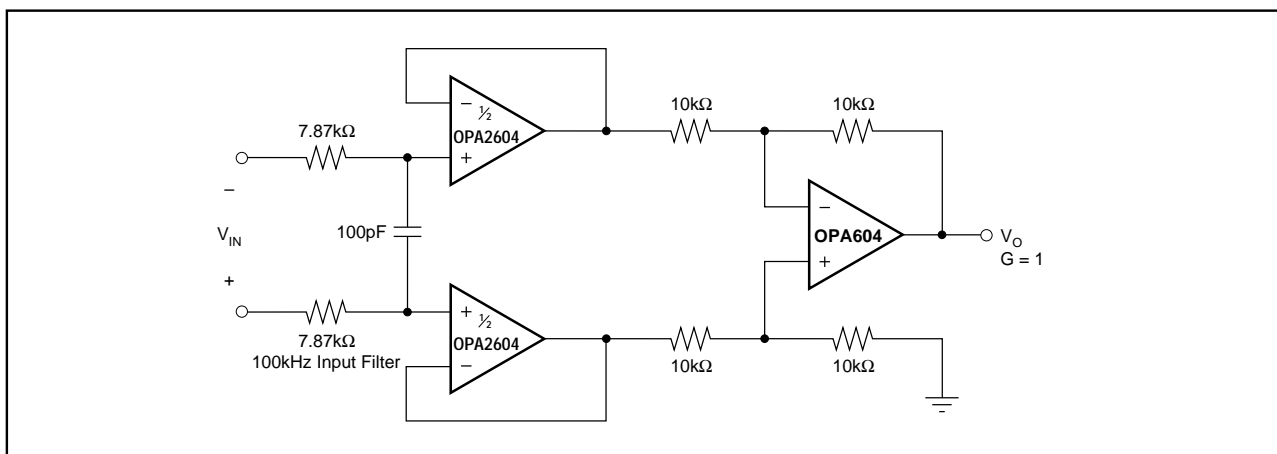 10kΩ
10kΩ
7.87kΩ
– ½
OPA2604
+
–
V_IN
+
100pF
–
OPA604
+
V_O
G = 1
+ ½
OPA2604
–
7.87kΩ
100kHz Input Filter
10kΩ
10kΩ